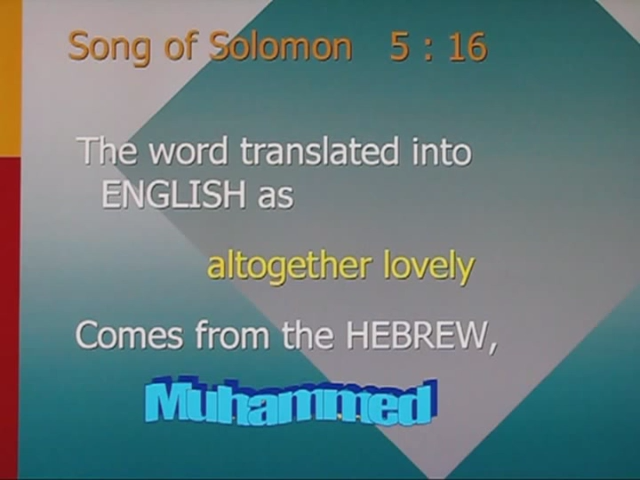 Song of Solomon 5 : 16
The word translated into
ENGLISH as
altogether lovely
Comes from the HEBREW,
Muhammed